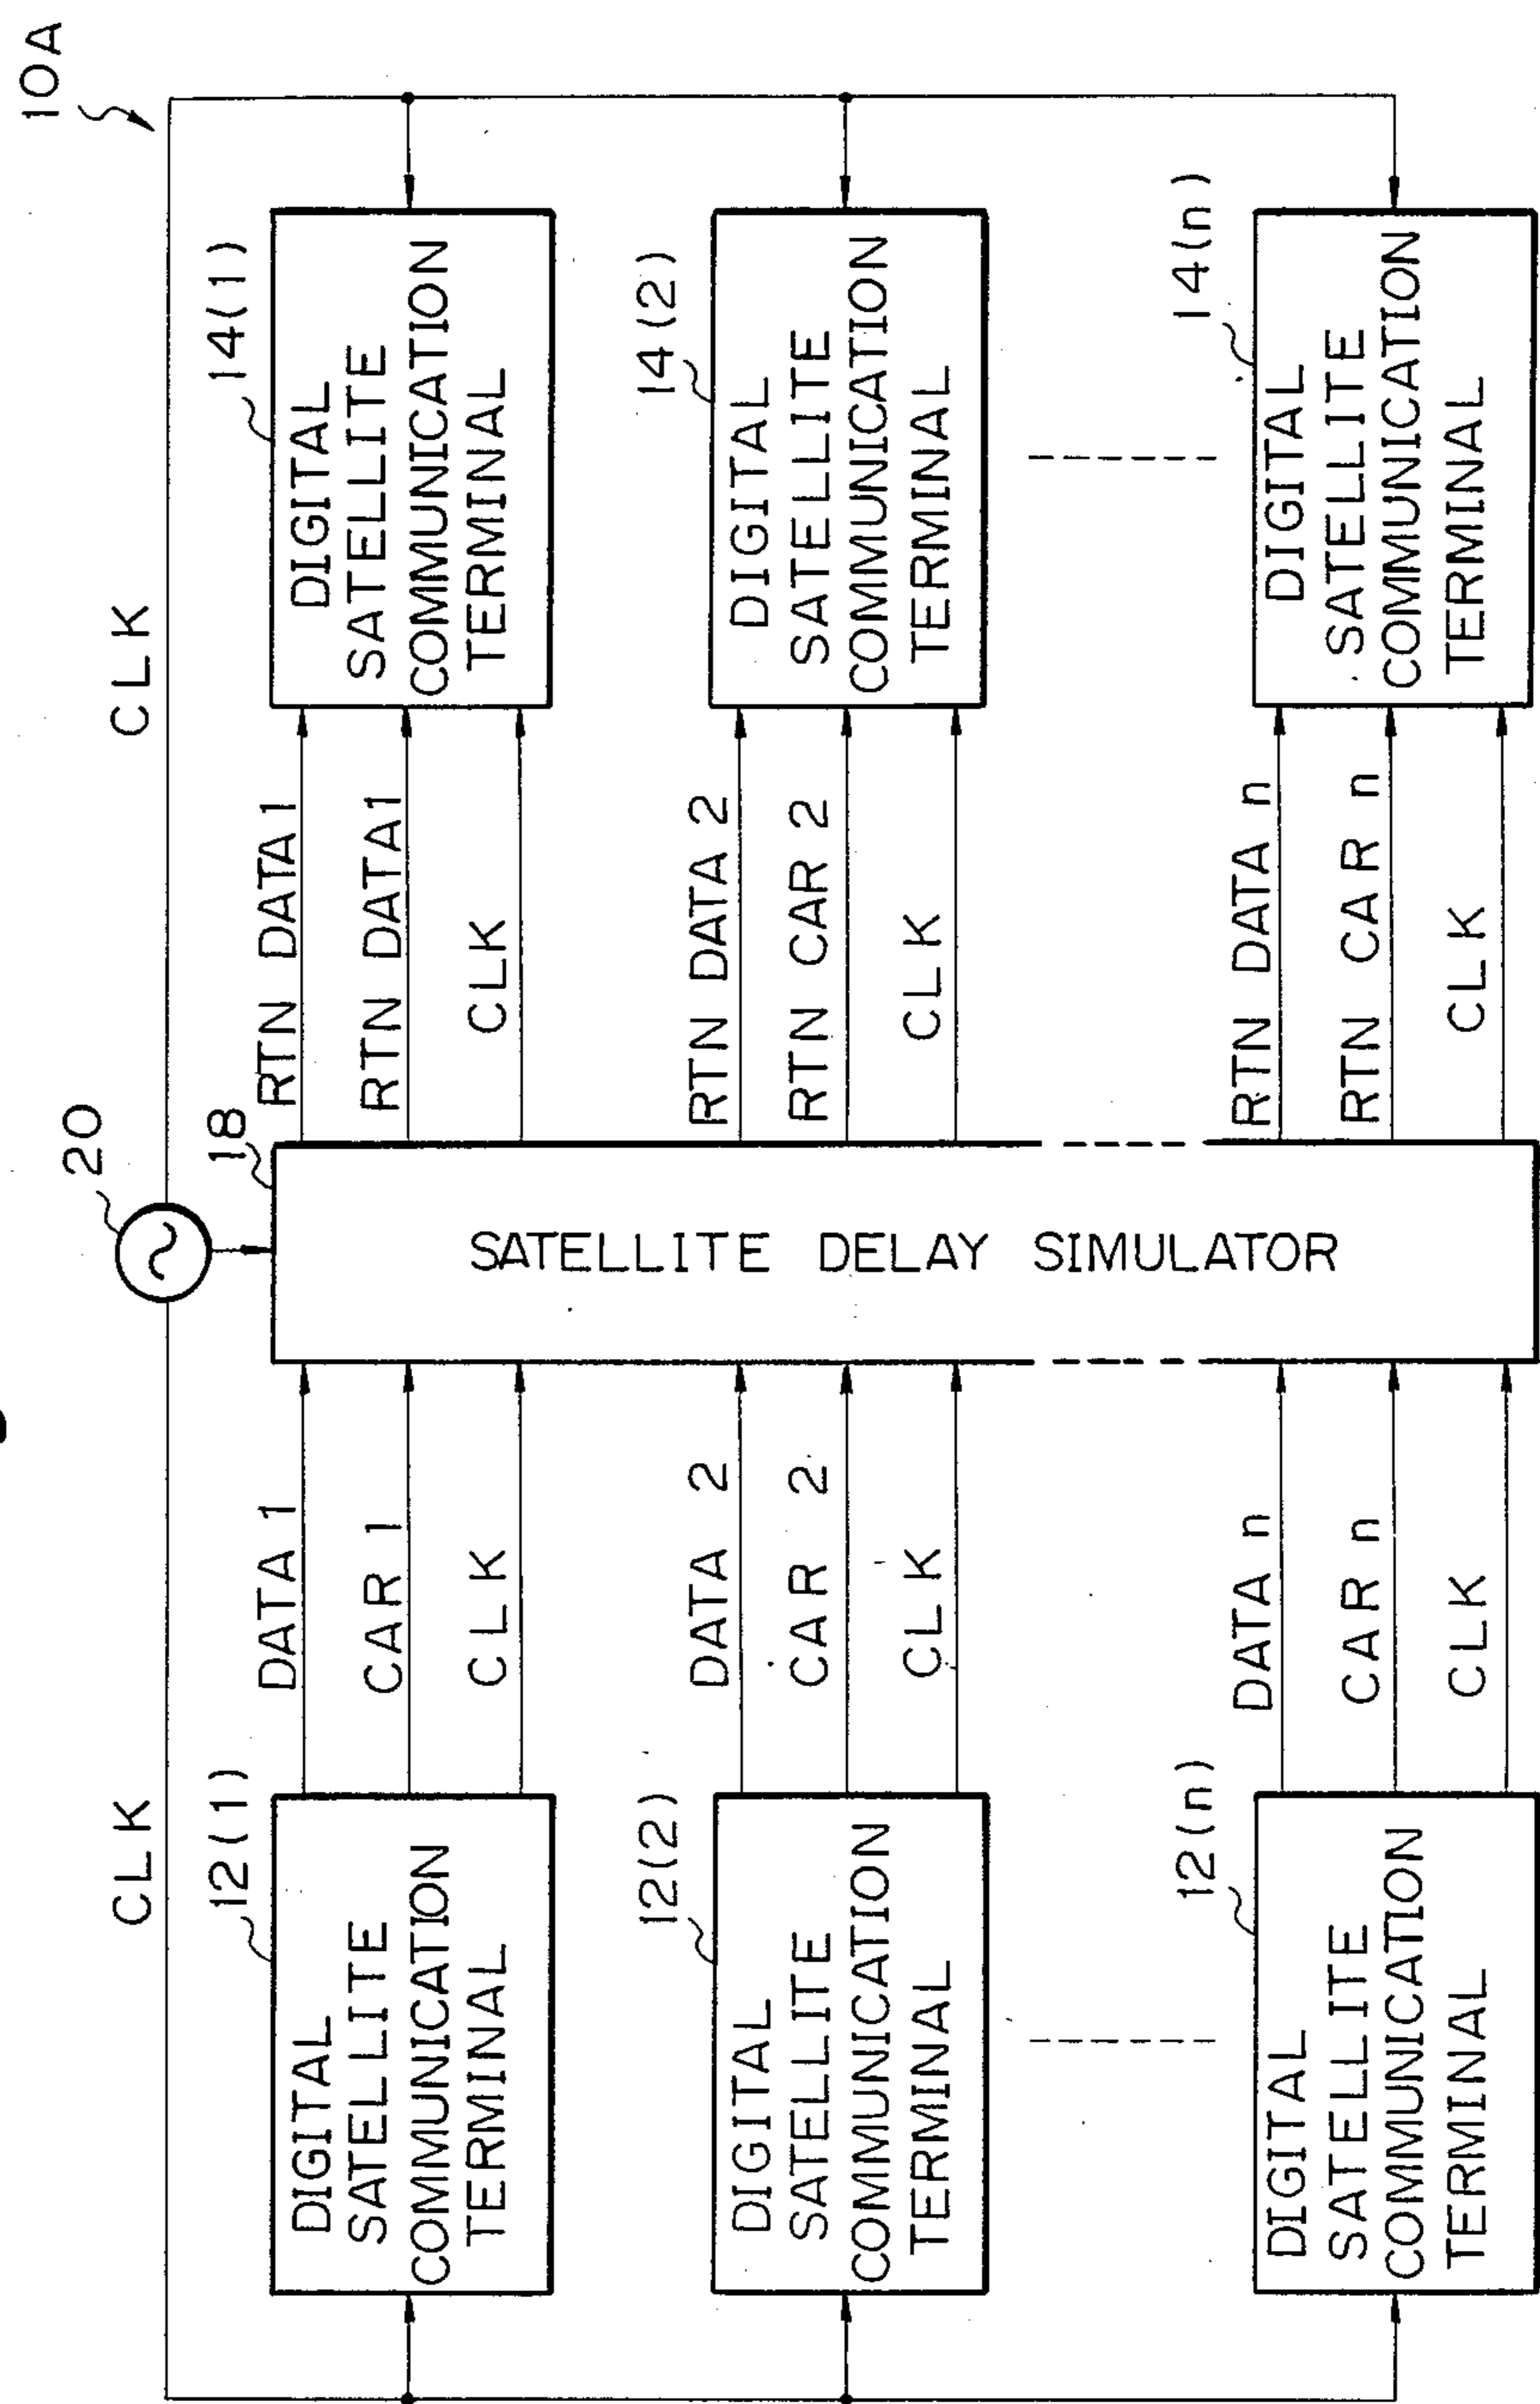 10A
CLK
20
CLK
12(1)
DIGITAL
SATELLITE
COMMUNICATION
TERMINAL
DATA 1
CAR 1
CLK
18
SATELLITE DELAY SIMULATOR
RTN DATA1
RTN DATA1
CLK
14(1)
DIGITAL
SATELLITE
COMMUNICATION
TERMINAL
12(2)
DIGITAL
SATELLITE
COMMUNICATION
TERMINAL
DATA 2
CAR 2
CLK
RTN DATA 2
RTN CAR 2
CLK
14(2)
DIGITAL
SATELLITE
COMMUNICATION
TERMINAL
12(n)
DIGITAL
SATELLITE
COMMUNICATION
TERMINAL
DATA n
CAR n
CLK
RTN DATA n
RTN CAR n
CLK
14(n)
DIGITAL
SATELLITE
COMMUNICATION
TERMINAL